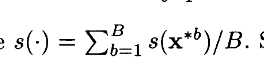 e s(·) = ∑_{b=1}^{B} s(x^{*b})/B. S